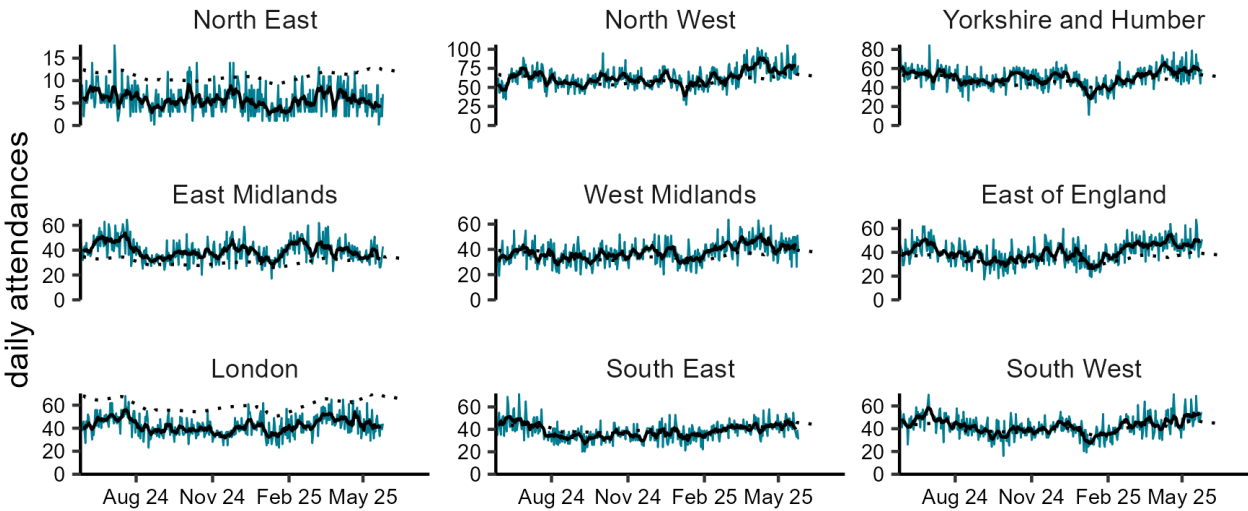 North East
North West
Yorkshire and Humber
15
10
5
0
100
75
50
25
0
80
60
40
20
0
daily attendances
East Midlands
West Midlands
East of England
60
40
20
0
60
40
20
0
60
40
20
0
London
South East
South West
60
40
20
0
60
40
20
0
60
40
20
0
Aug 24 Nov 24 Feb 25 May 25
Aug 24 Nov 24 Feb 25 May 25
Aug 24 Nov 24 Feb 25 May 25